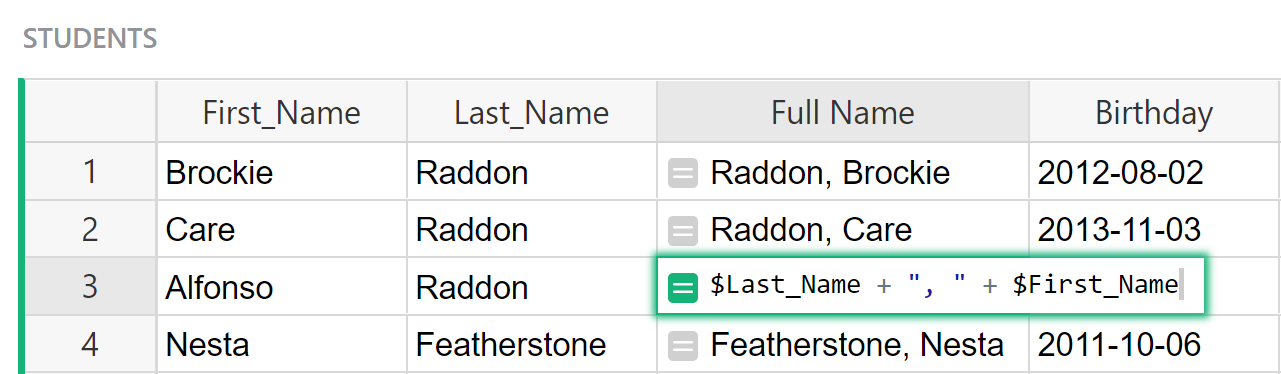 STUDENTS
First_Name Last_Name Full Name Birthday
1 Brockie Raddon = Raddon, Brockie 2012-08-02
2 Care Raddon = Raddon, Care 2013-11-03
3 Alfonso Raddon = $Last_Name + ", " + $First_Name
4 Nesta Featherstone = Featherstone, Nesta 2011-10-06